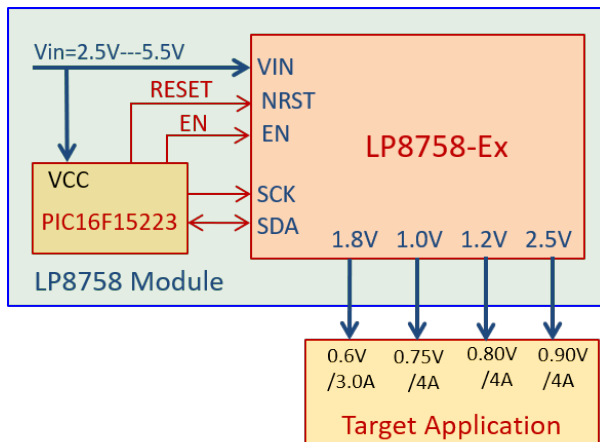 Vin=2.5V---5.5V
VIN
RESET
NRST
EN
EN
LP8758-Ex
VCC
SCK
PIC16F15223
SDA
1.8V 1.0V 1.2V 2.5V
LP8758 Module
0.6V 0.75V 0.80V 0.90V
/3.0A /4A /4A /4A
Target Application